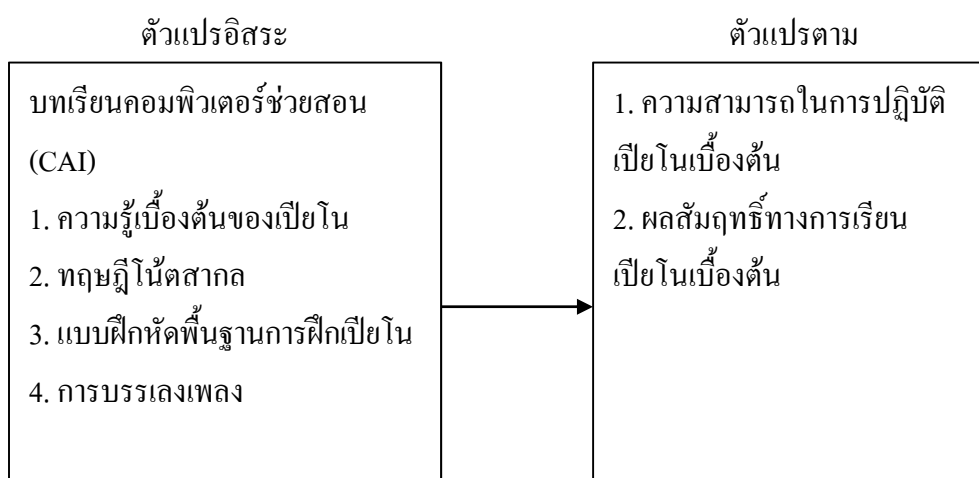 ตัวแปรอิสระ
บทเรียนคอมพิวเตอร์ช่วยสอน
(CAI)
1. ความรู้เบื้องต้นของเปียโน
2. ทฤษฎีโน้ตสากล
3. แบบฝึกหัดพื้นฐานการฝึกเปียโน
4. การบรรเลงเพลง
ตัวแปรตาม
1. ความสามารถในการปฏิบัติ
เปียโนเบื้องต้น
2. ผลสัมฤทธิ์ทางการเรียน
เปียโนเบื้องต้น